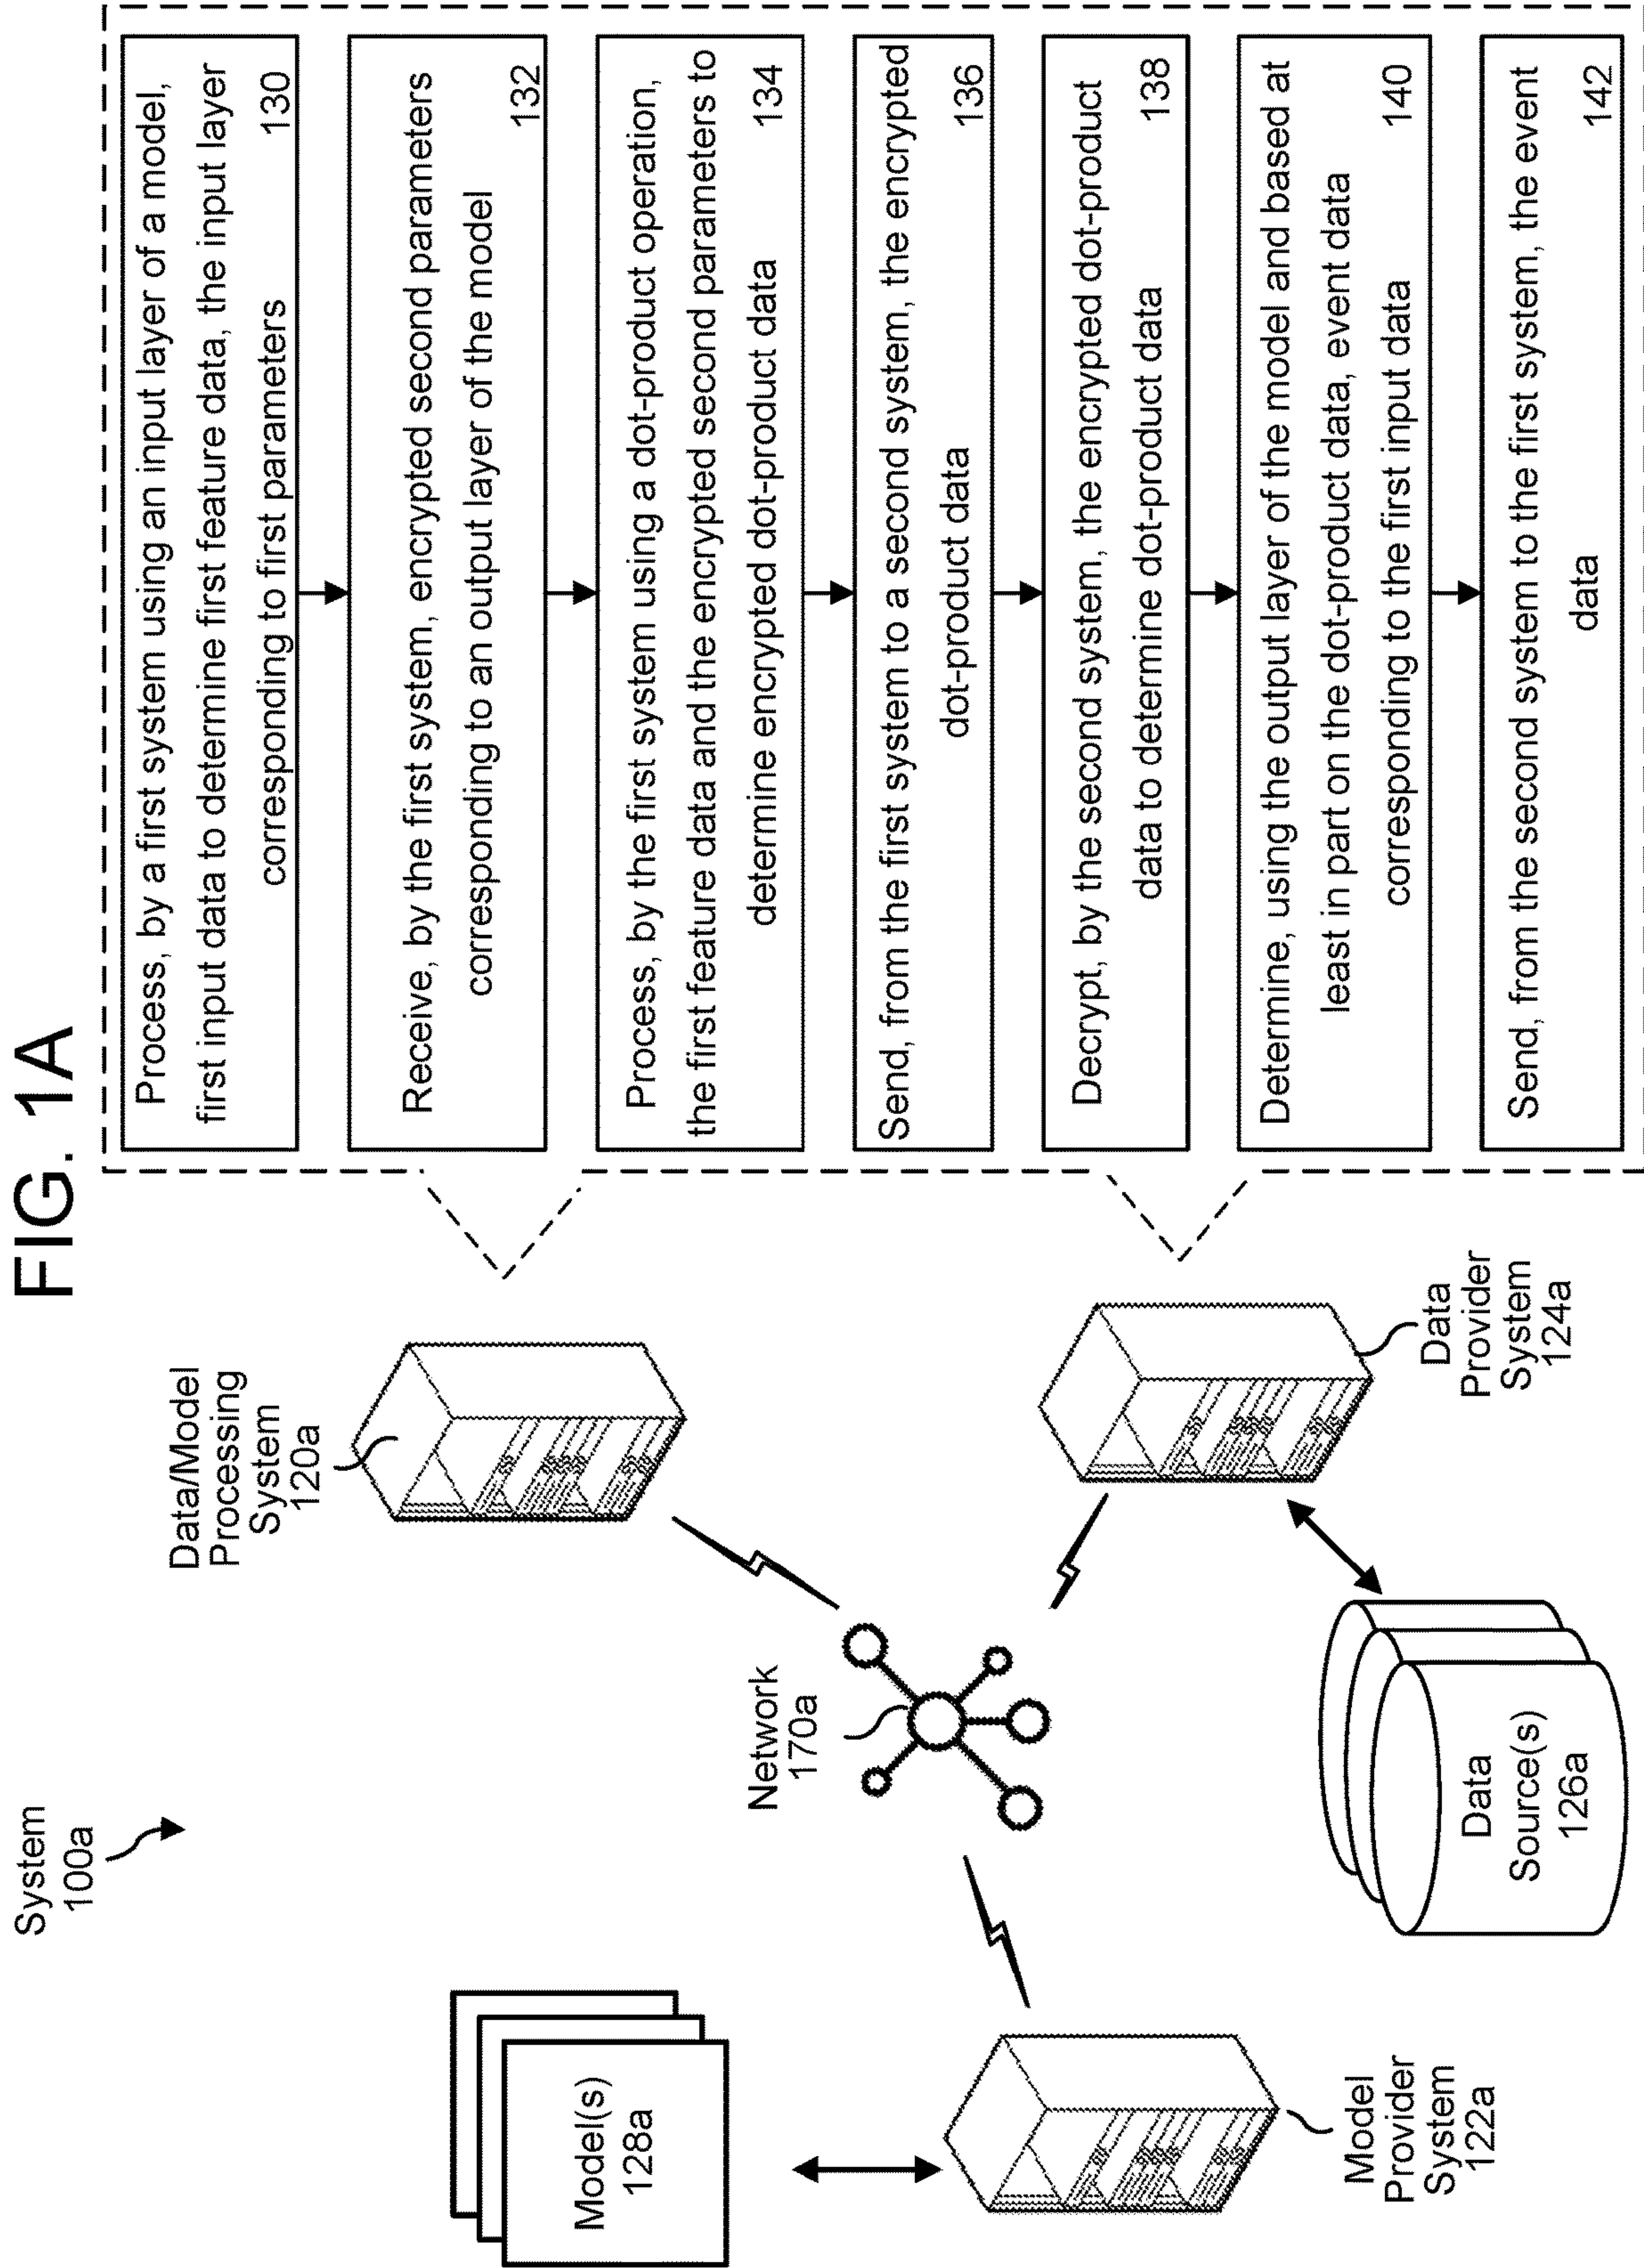 FIG. 1A
System
100a
Model(s)
128a
Model
Provider
System
122a
Network
170a
Data/Model
Processing
System
120a
Data
Source(s)
126a
Data
Provider
System
124a
Process, by a first system using an input layer of a model,
first input data to determine first feature data, the input layer
corresponding to first parameters
130
Receive, by the first system, encrypted second parameters
corresponding to an output layer of the model
132
Process, by the first system using a dot-product operation,
the first feature data and the encrypted second parameters to
determine encrypted dot-product data
134
Send, from the first system to a second system, the encrypted
dot-product data
136
Decrypt, by the second system, the encrypted dot-product
data to determine dot-product data
138
Determine, using the output layer of the model and based at
least in part on the dot-product data, event data
corresponding to the first input data
140
Send, from the second system to the first system, the event
data
142